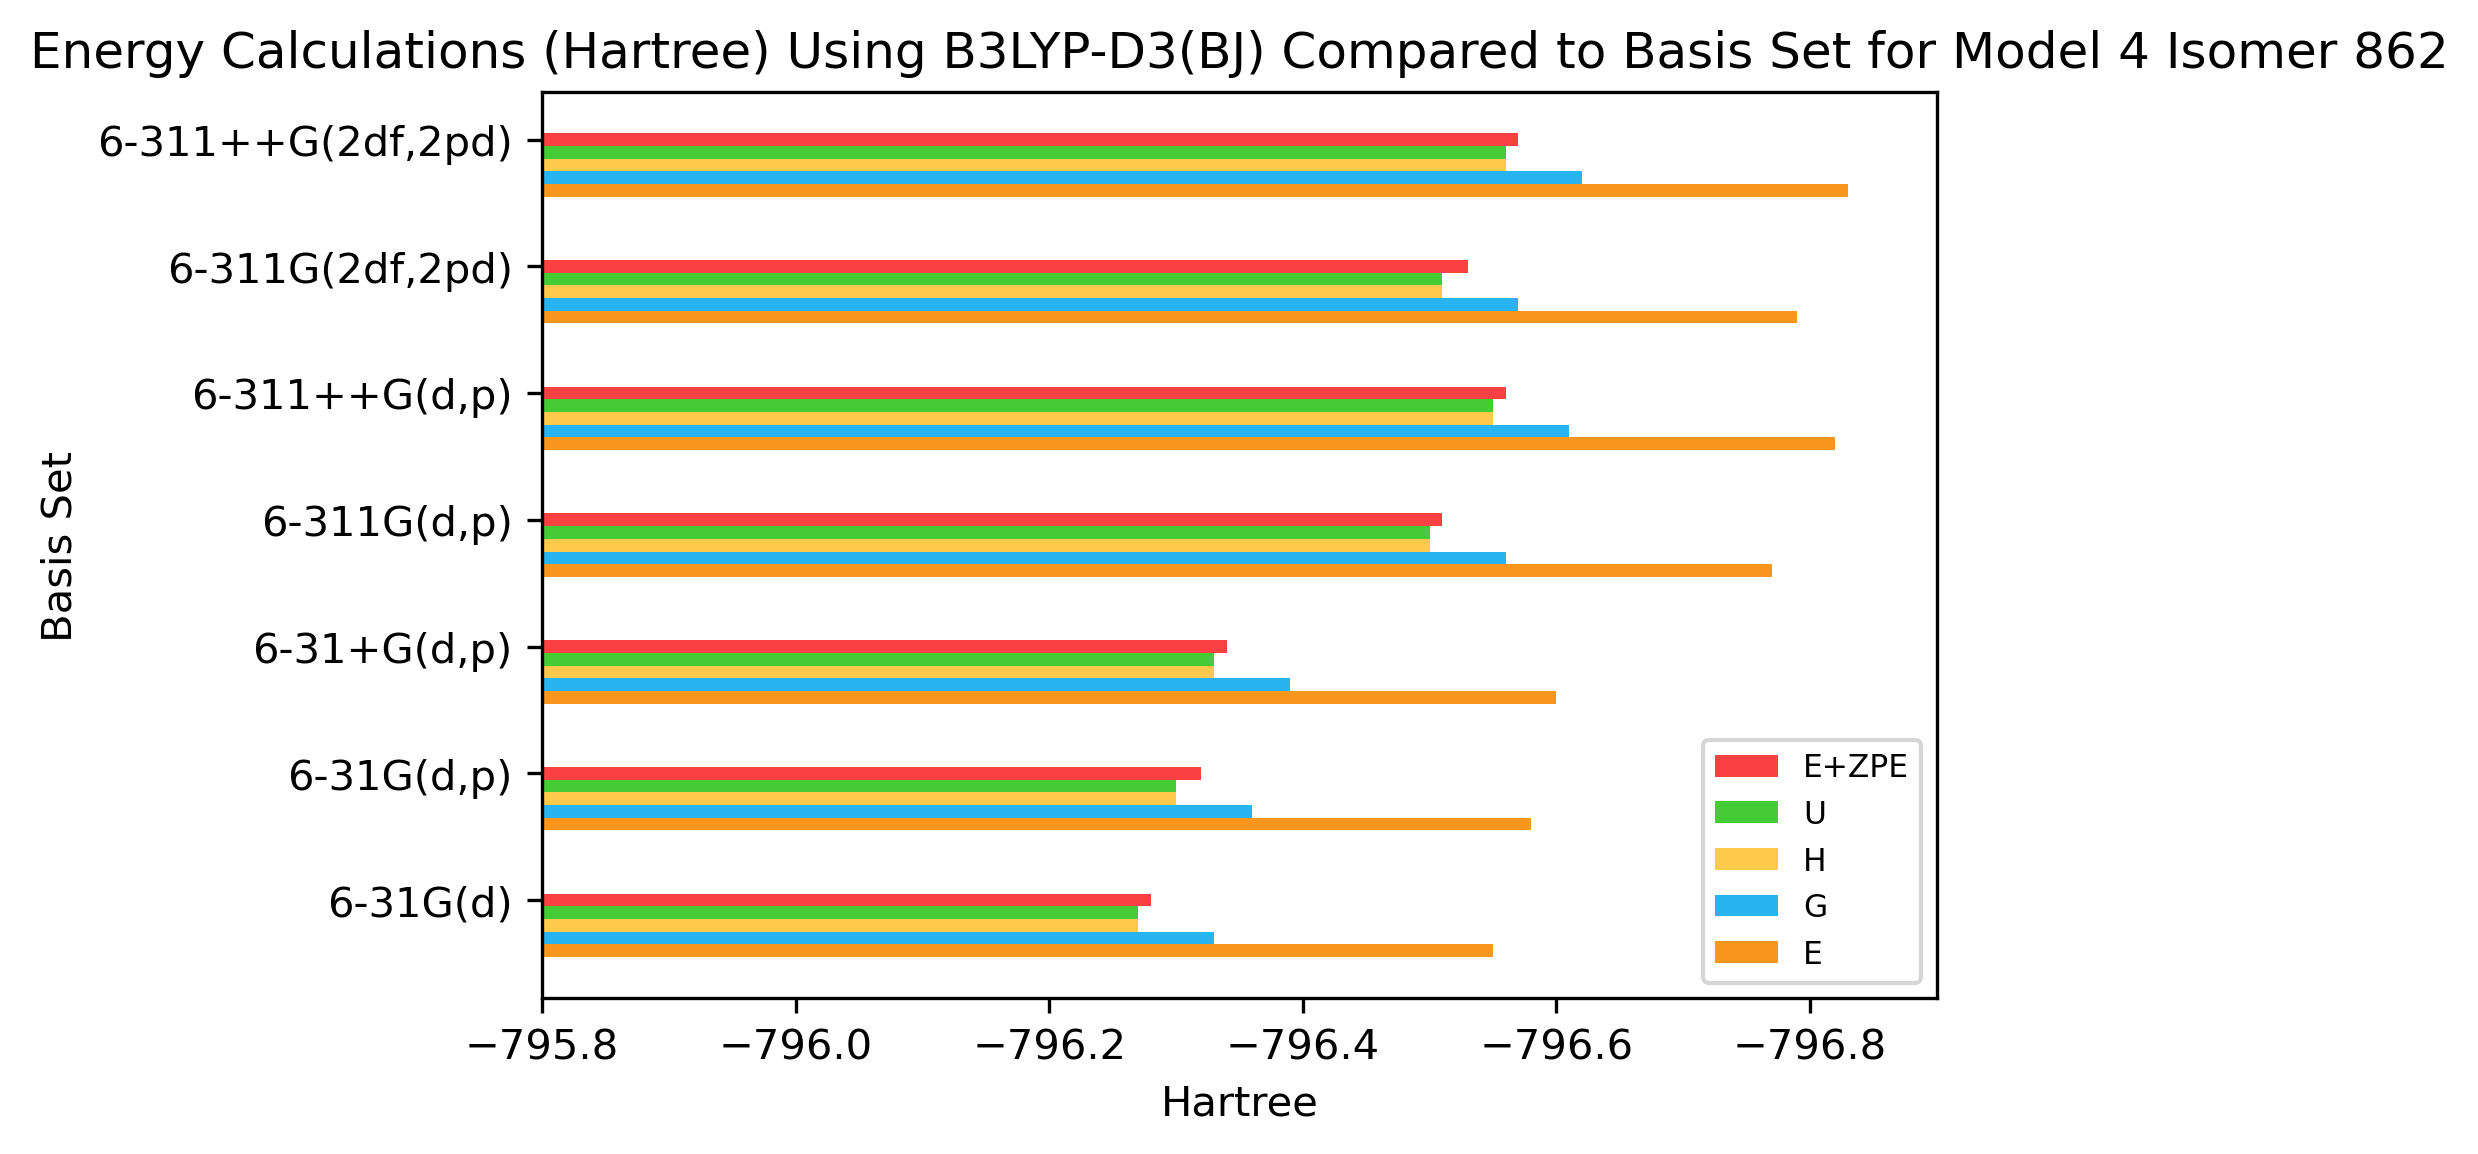 Energy Calculations (Hartree) Using B3LYP-D3(BJ) Compared to Basis Set for Model 4 Isomer 862
6-311++G(2df,2pd)
6-311G(2df,2pd)
6-311++G(d,p)
6-311G(d,p)
6-31+G(d,p)
6-31G(d,p)
6-31G(d)
Basis Set
E+ZPE
U
H
G
E
−795.8 −796.0 −796.2 −796.4 −796.6 −796.8
Hartree